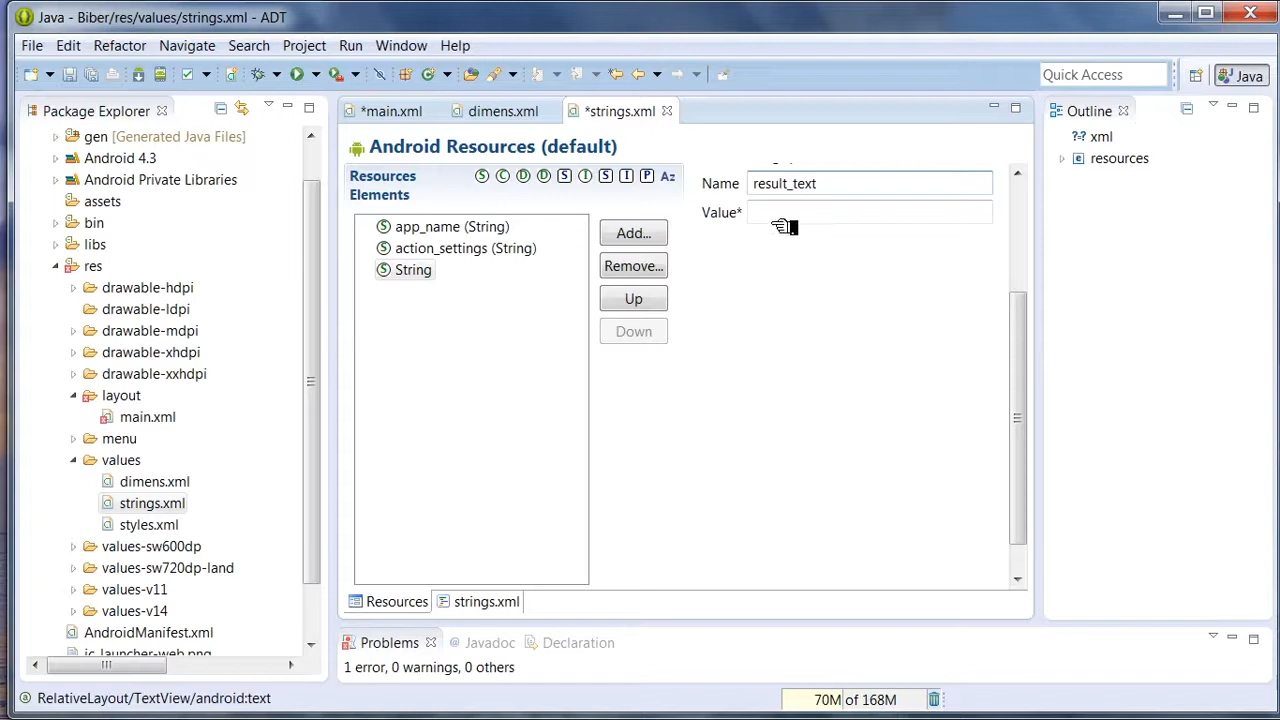 Java - Biber/res/values/strings.xml - ADT
File Edit Refactor Navigate Search Project Run Window Help
Quick Access
Java
Package Explorer
*main.xml
dimens.xml
*strings.xml
Outline
gen [Generated Java Files]
Android 4.3
Android Private Libraries
assets
bin
libs
res
drawable-hdpi
drawable-ldpi
drawable-mdpi
drawable-xhdpi
drawable-xxhdpi
layout
main.xml
menu
values
dimens.xml
strings.xml
styles.xml
values-sw600dp
values-sw720dp-land
values-v11
values-v14
AndroidManifest.xml
ic_launcher-web.png
Android Resources (default)
Resources Elements
S C D D S I S I P Az
app_name (String)
action_settings (String)
String
Add...
Remove...
Up
Down
Name result_text
Value*
xml
resources
Resources
strings.xml
Problems
Javadoc
Declaration
1 error, 0 warnings, 0 others
RelativeLayout/TextView/android:text
70M of 168M